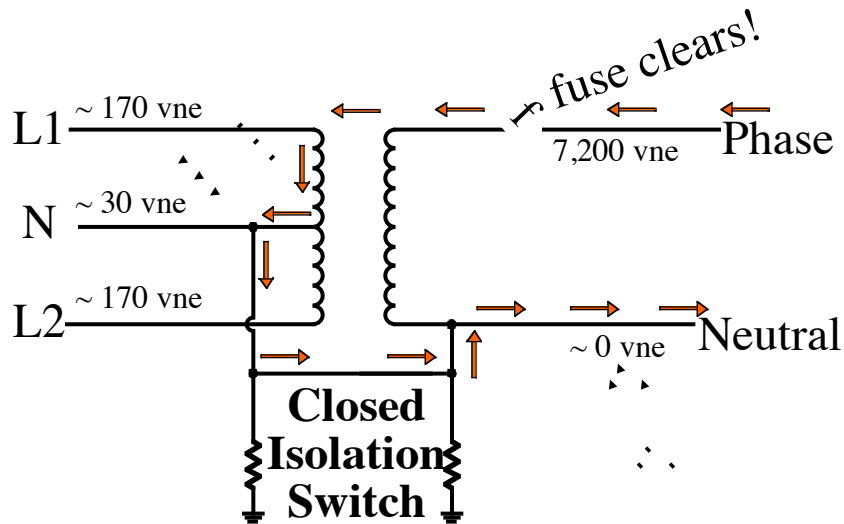 fuse clears!
~ 170 vne
L1
7,200 vne
Phase
~ 30 vne
N
~ 170 vne
L2
~ 0 vne
Neutral
Closed
Isolation
Switch